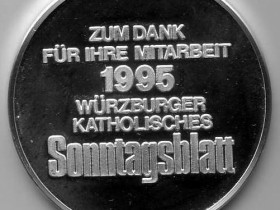 ZUM DANK
FÜR IHRE MITARBEIT
1995
WÜRZBURGER
KATHOLISCHES
Sonntagsblatt